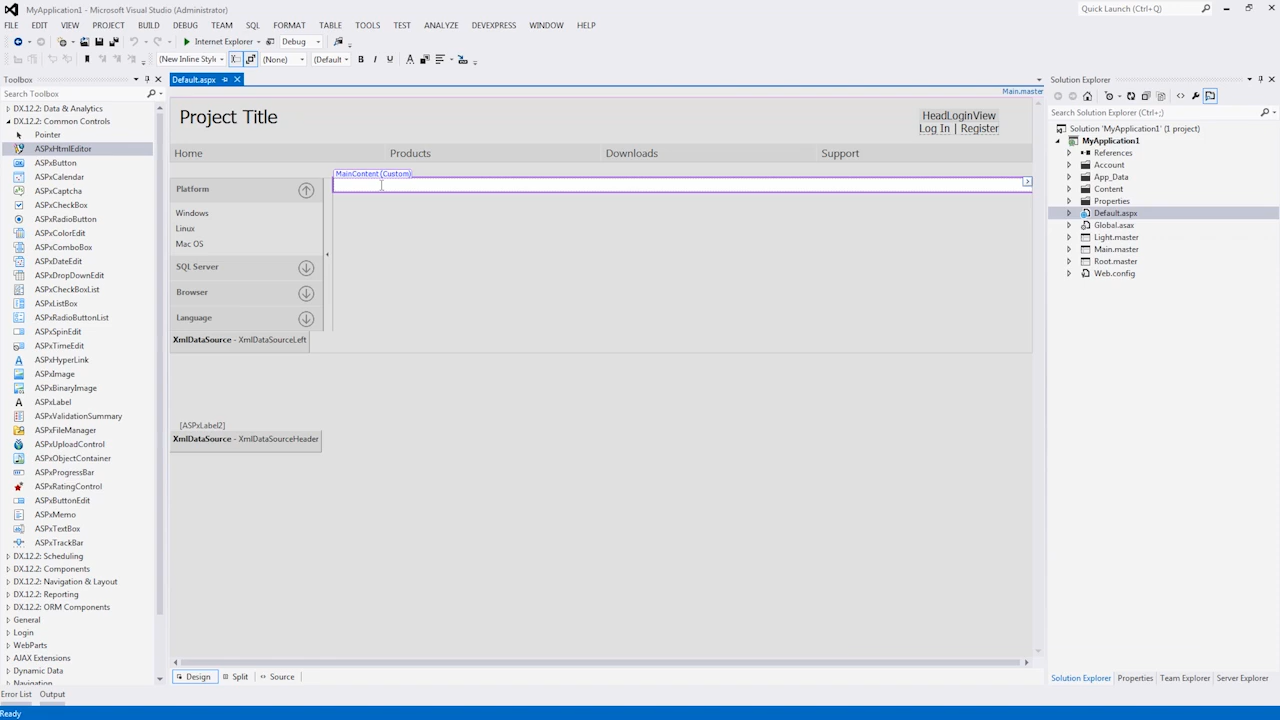 MyApplication1 - Microsoft Visual Studio (Administrator)
Quick Launch (Ctrl+Q)
FILE EDIT VIEW PROJECT BUILD DEBUG TEAM SQL FORMAT TABLE TOOLS TEST ANALYZE DEVEXPRESS WINDOW HELP
Internet Explorer Debug
(New Inline Style (None) (Default B I U A
Toolbox
Search Toolbox
DX.12.2: Data & Analytics
DX.12.2: Common Controls
Pointer
ASPxHtmlEditor
ASPxButton
ASPxCalendar
ASPxCaptcha
ASPxCheckBox
ASPxRadioButton
ASPxColorEdit
ASPxComboBox
ASPxDateEdit
ASPxDropDownEdit
ASPxCheckBoxList
ASPxListBox
ASPxRadioButtonList
ASPxSpinEdit
ASPxTimeEdit
ASPxHyperLink
ASPxImage
ASPxBinaryImage
ASPxLabel
ASPxValidationSummary
ASPxFileManager
ASPxUploadControl
ASPxObjectContainer
ASPxProgressBar
ASPxRatingControl
ASPxButtonEdit
ASPxMemo
ASPxTextBox
ASPxTrackBar
DX.12.2: Scheduling
DX.12.2: Components
DX.12.2: Navigation & Layout
DX.12.2: Reporting
DX.12.2: ORM Components
General
Login
WebParts
AJAX Extensions
Dynamic Data
Navigation
Default.aspx
Main.master
Project Title
HeadLoginView
Log In | Register
Home Products Downloads Support
MainContent (Custom)
Platform
Windows
Linux
Mac OS
SQL Server
Browser
Language
XmlDataSource - XmlDataSourceLeft
[ASPxLabel2]
XmlDataSource - XmlDataSourceHeader
Design Split Source
Solution Explorer
Search Solution Explorer (Ctrl+;)
Solution 'MyApplication1' (1 project)
MyApplication1
References
Account
App_Data
Content
Properties
Default.aspx
Global.asax
Light.master
Main.master
Root.master
Web.config
Solution Explorer Properties Team Explorer Server Explorer
Error List Output
Ready